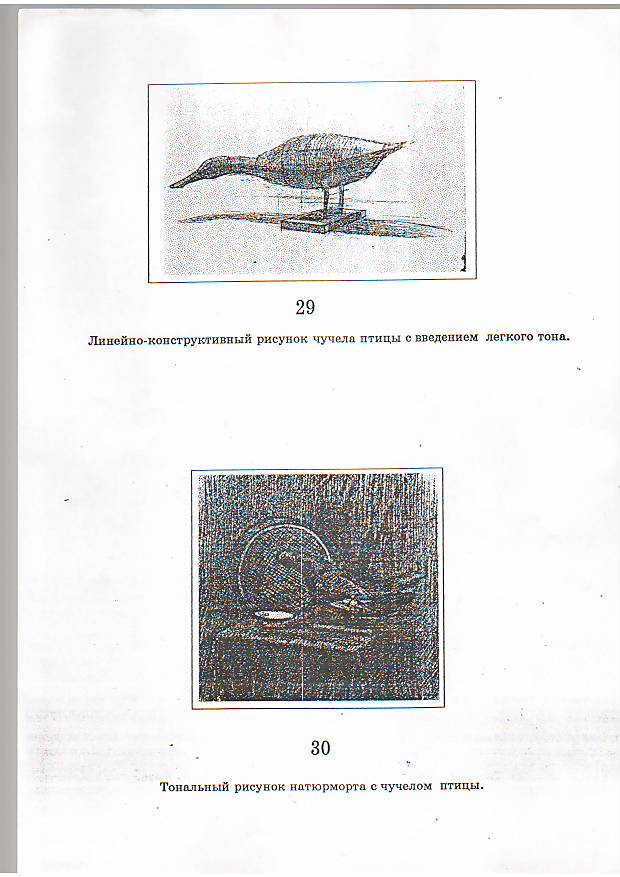 29
Линейно-конструктивный рисунок чучела птицы с введением легкого тона.
30
Тональный рисунок натюрморта с чучелом птицы.